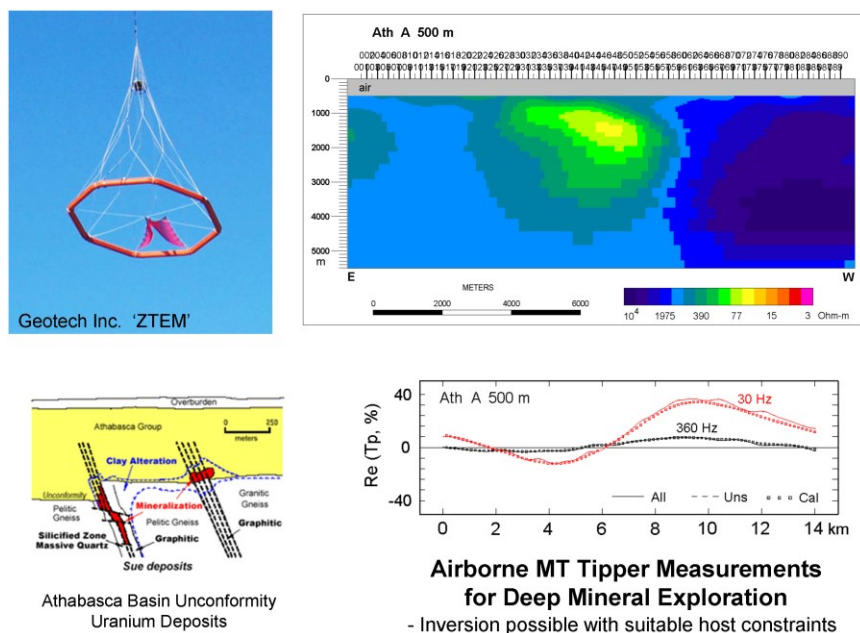 Geotech Inc. 'ZTEM'
Ath A 500 m
0
air
1000
2000
3000
4000
5000
m
E
W
METERS
0 2000 4000 6000
10⁴ 1975 390 77 15 3 Ohm-m
Overburden
Athabasca Group
0 250
meters
Clay Alteration
Unconformity
Mineralization
Granitic
Gneiss
Pelitic
Gneiss
Pelitic Gneiss
Graphitic
Silicified Zone
Massive Quartz
Graphitic
Sue deposits
Athabasca Basin Unconformity
Uranium Deposits
Ath A 500 m
30 Hz
360 Hz
Re (Tp, %)
40
0
-40
All Uns Cal
0 2 4 6 8 10 12 14 km
Airborne MT Tipper Measurements
for Deep Mineral Exploration
- Inversion possible with suitable host constraints